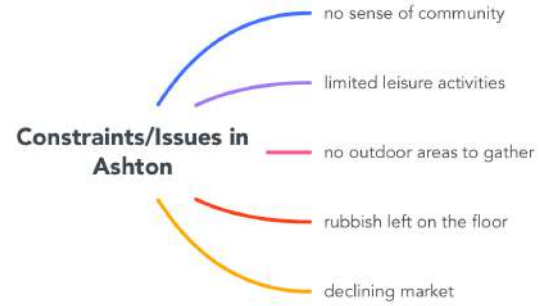 no sense of community
limited leisure activities
Constraints/Issues in
Ashton
no outdoor areas to gather
rubbish left on the floor
declining market